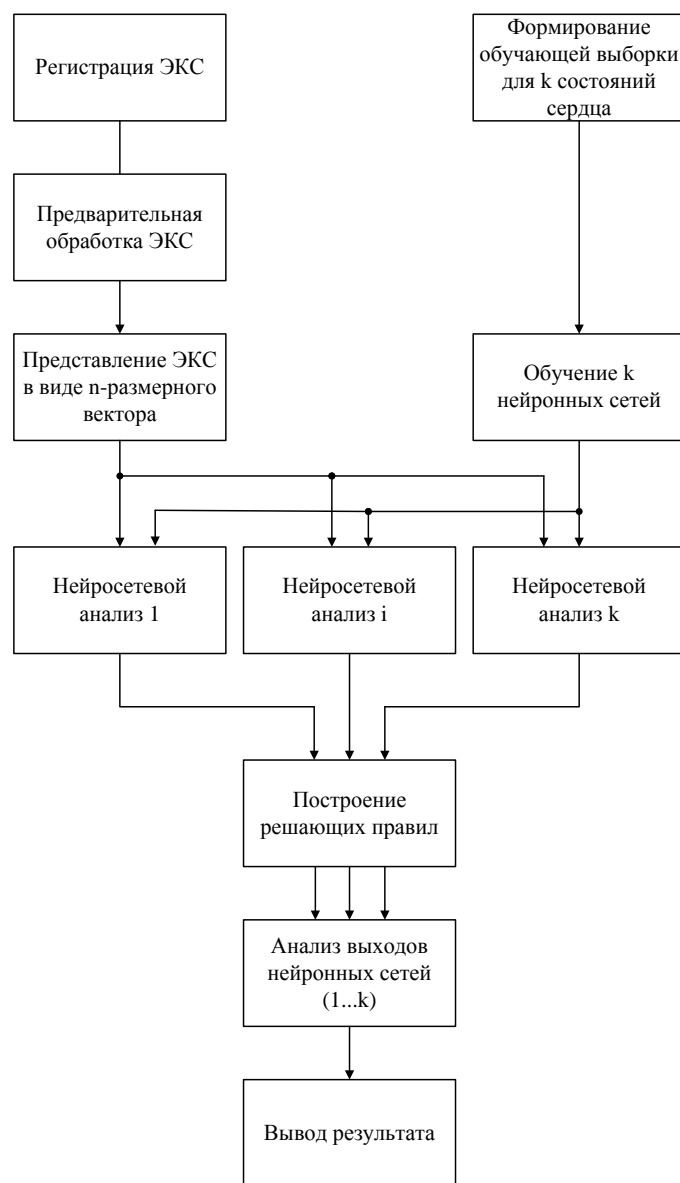 Регистрация ЭКС
Формирование
обучающей выборки
для k состояний
сердца
Предварительная
обработка ЭКС
Представление ЭКС
в виде n-размерного
вектора
Обучение k
нейронных сетей
Нейросетевой
анализ 1
Нейросетевой
анализ i
Нейросетевой
анализ k
Построение
решающих правил
Анализ выходов
нейронных сетей
(1...k)
Вывод результата